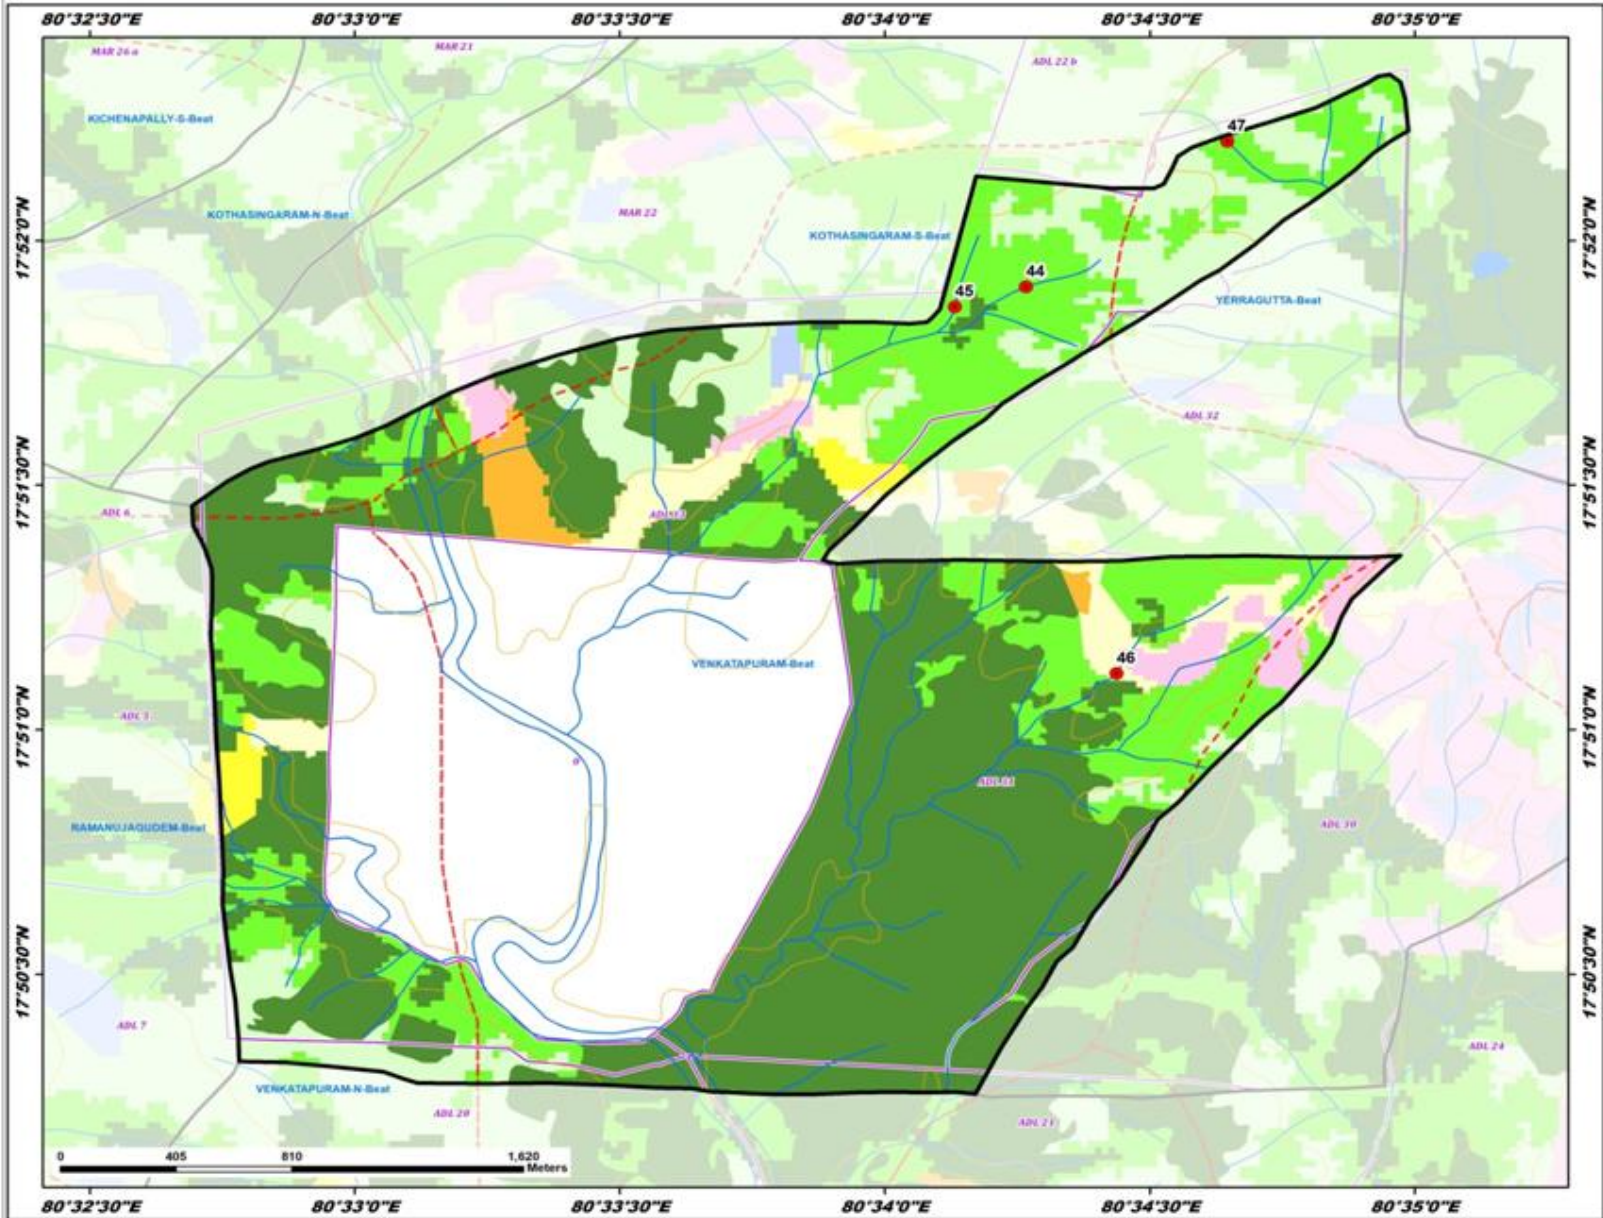 80°32'30"E 80°33'0"E 80°33'30"E 80°34'0"E 80°34'30"E 80°35'0"E
MAR 26 a
MAR 21
ADL 22 b
KICHENAPALLY-S-Beat
47
KOTHASINGARAM-N-Beat
MAR 22
KOTHASINGARAM-S-Beat
17°52'0"N
17°52'0"N
44
45
YERRAGUTTA-Beat
ADL 32
17°51'30"N
17°51'30"N
ADL 6
VENKATAPURAM-Beat
46
ADL 5
17°51'0"N
17°51'0"N
0
RAMANUJAGUDEM-Beat
ADL 30
17°50'30"N
17°50'30"N
ADL 7
ADL 24
VENKATAPURAM-N-Beat
ADL 20
ADL 21
0 405 810 1,620
Meters
80°32'30"E 80°33'0"E 80°33'30"E 80°34'0"E 80°34'30"E 80°35'0"E